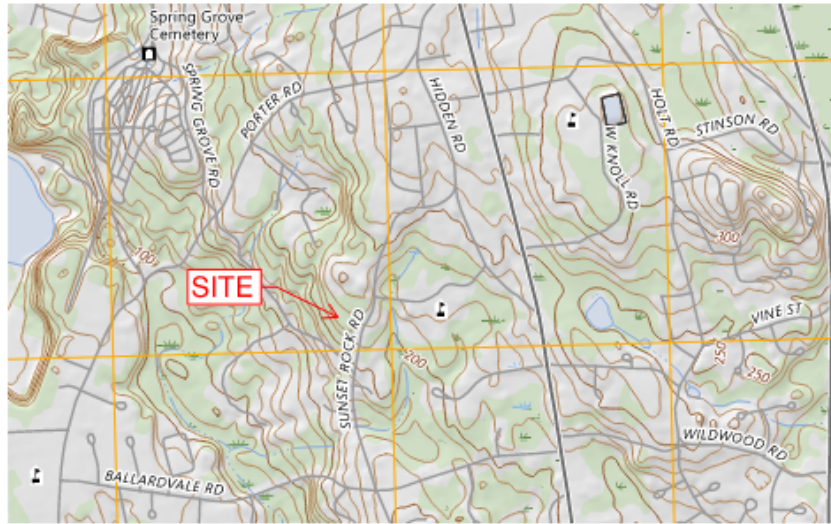 Spring Grove
Cemetery
SPRING GROVE RD
PORTER RD
HIDDEN RD
HOLT RD
STINSON RD
W KNOLL RD
300
100
SITE
SUNSET ROCK RD
VINE ST
200
250
250
WILDWOOD RD
BALLARDVALE RD